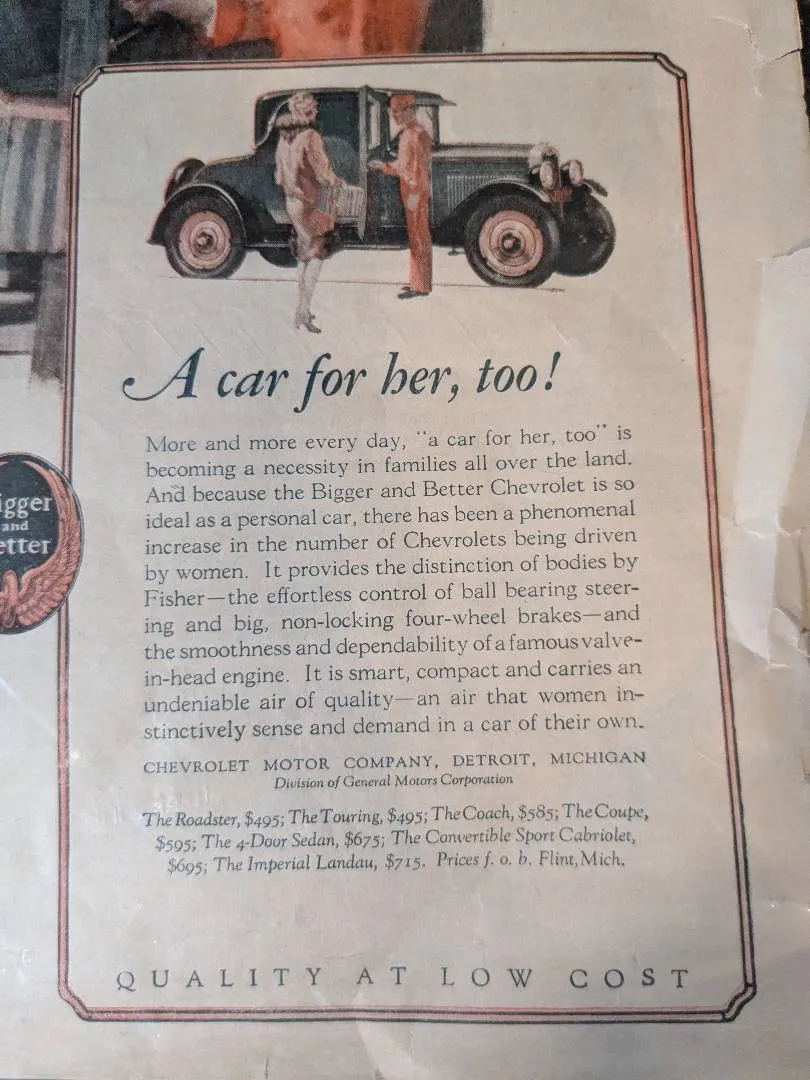 A car for her, too!
More and more every day, "a car for her, too" is
becoming a necessity in families all over the land.
And because the Bigger and Better Chevrolet is so
ideal as a personal car, there has been a phenomenal
increase in the number of Chevrolets being driven
by women. It provides the distinction of bodies by
Fisher—the effortless control of ball bearing steer-
ing and big, non-locking four-wheel brakes—and
the smoothness and dependability of a famous valve-
in-head engine. It is smart, compact and carries an
undeniable air of quality—an air that women in-
stinctively sense and demand in a car of their own.
CHEVROLET MOTOR COMPANY, DETROIT, MICHIGAN
Division of General Motors Corporation
The Roadster, $495; The Touring, $495; The Coach, $585; The Coupe,
$595; The 4-Door Sedan, $675; The Convertible Sport Cabriolet,
$695; The Imperial Landau, $715. Prices f. o. b. Flint, Mich.
QUALITY AT LOW COST
igger
and
etter